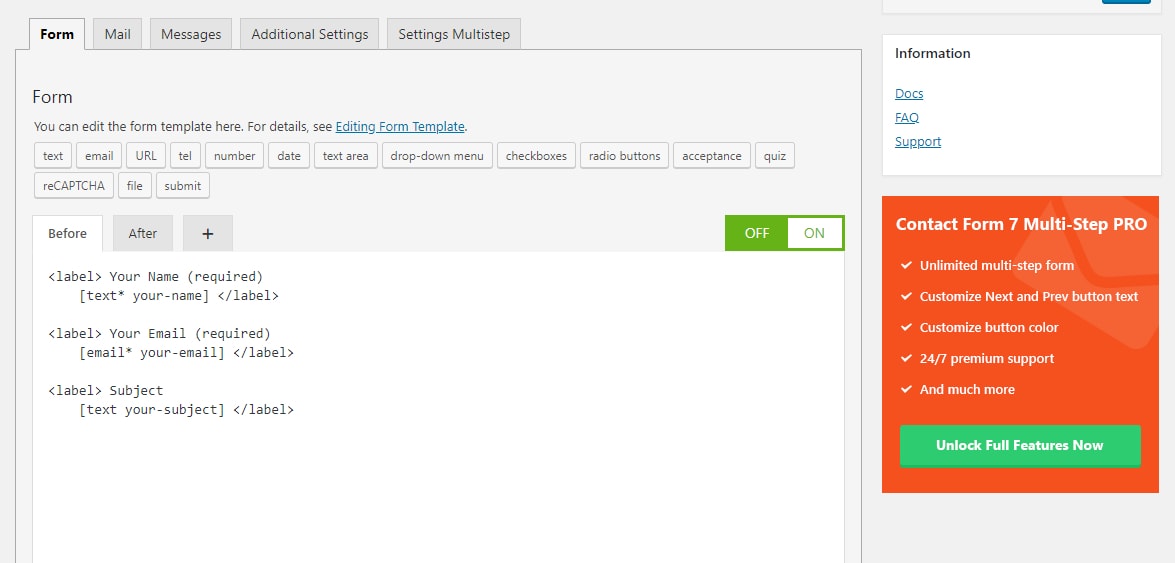 Form Mail Messages Additional Settings Settings Multistep
Form
You can edit the form template here. For details, see Editing Form Template.
text email URL tel number date text area drop-down menu checkboxes radio buttons acceptance quiz
reCAPTCHA file submit
Before After + OFF ON
<label> Your Name (required)
[text* your-name] </label>
<label> Your Email (required)
[email* your-email] </label>
<label> Subject
[text your-subject] </label>
Information
Docs
FAQ
Support
Contact Form 7 Multi-Step PRO
Unlimited multi-step form
Customize Next and Prev button text
Customize button color
24/7 premium support
And much more
Unlock Full Features Now